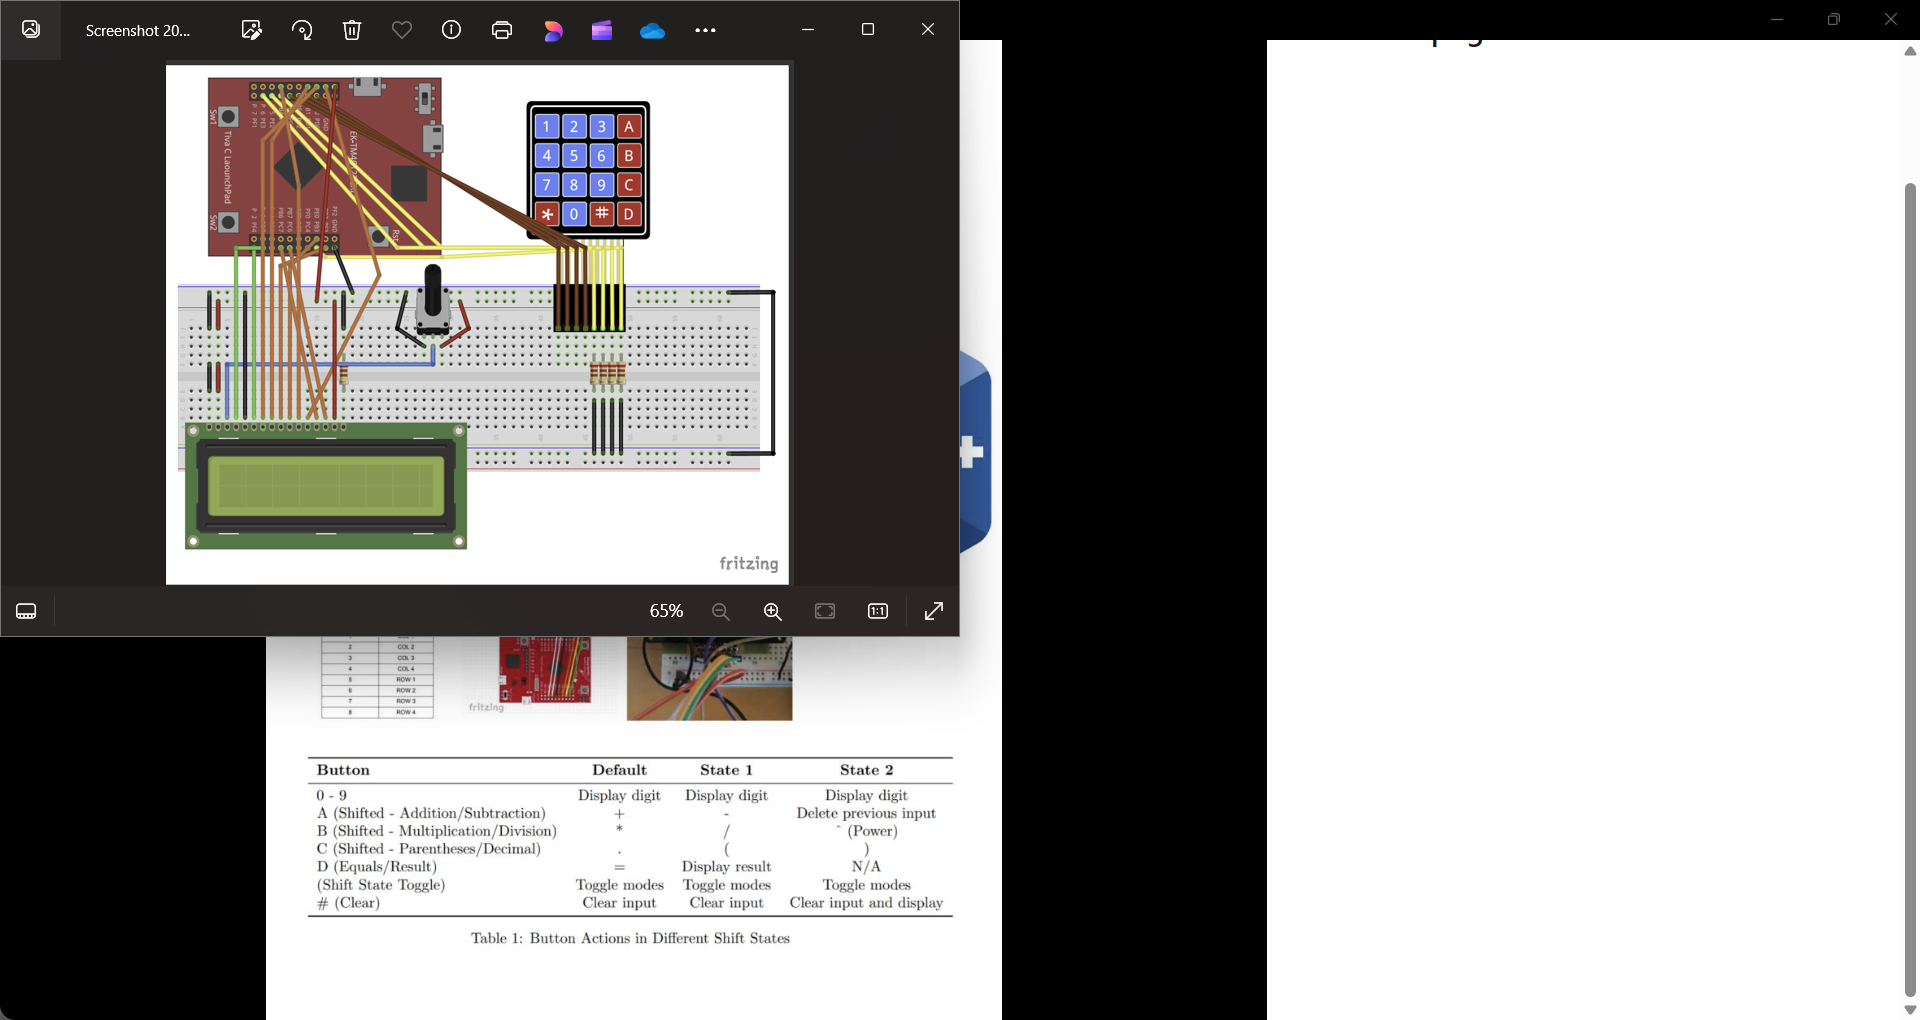 Screenshot 20...
Sw1
Tiva C LaounchPad
Sw2
Rst
1 2 3 A
4 5 6 B
7 8 9 C
* 0 # D
fritzing
65%
1:1
2 COL 2
3 COL 3
4 COL 4
5 ROW 1
6 ROW 2
7 ROW 3
8 ROW 4
fritzing
Button Default State 1 State 2
0 - 9 Display digit Display digit Display digit
A (Shifted - Addition/Subtraction) + - Delete previous input
B (Shifted - Multiplication/Division) * / ^ (Power)
C (Shifted - Parentheses/Decimal) . ( )
D (Equals/Result) = Display result N/A
(Shift State Toggle) Toggle modes Toggle modes Toggle modes
# (Clear) Clear input Clear input Clear input and display
Table 1: Button Actions in Different Shift States